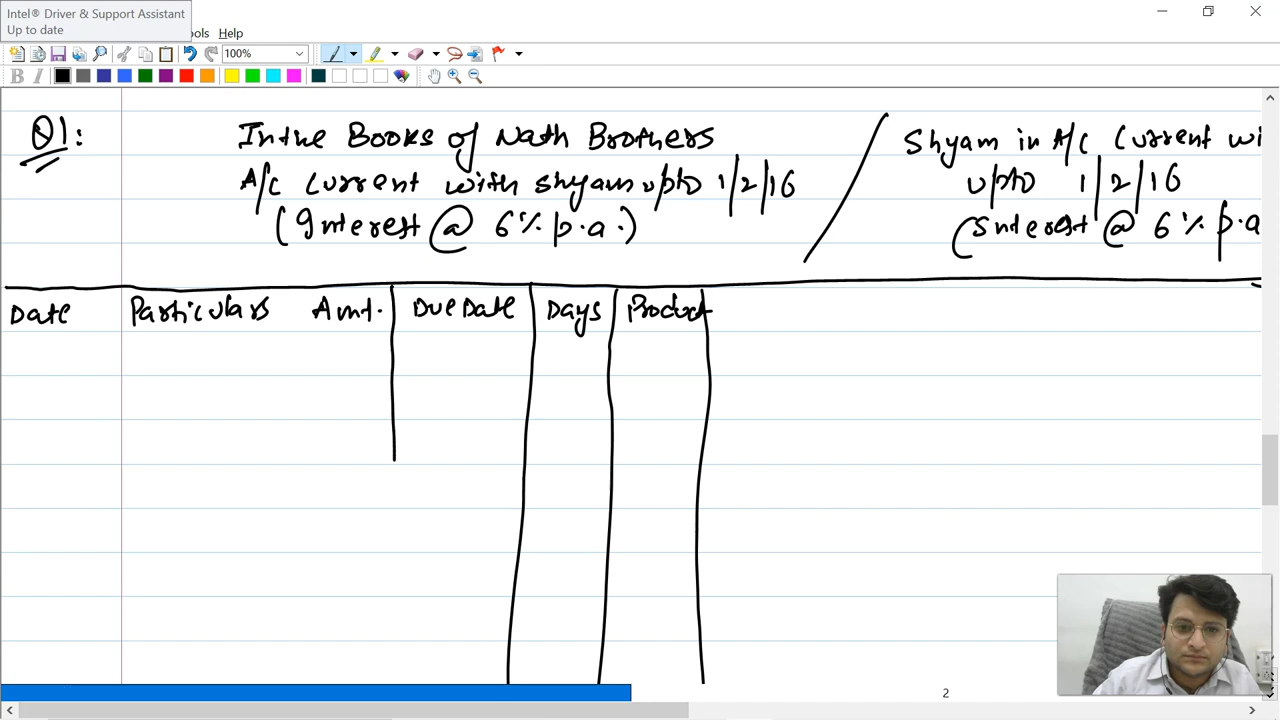 Intel® Driver & Support Assistant
Up to date
ols Help
100%
Q1:
In the Books of Nath Brothers
A/c Current with Shyam upto 1/2/16
(Interest @ 6% p.a.)
Shyam in A/c Current wi
upto 1/2/16
(Interest @ 6% p.a
Date Particulars Amt. Due Date Days Product
2